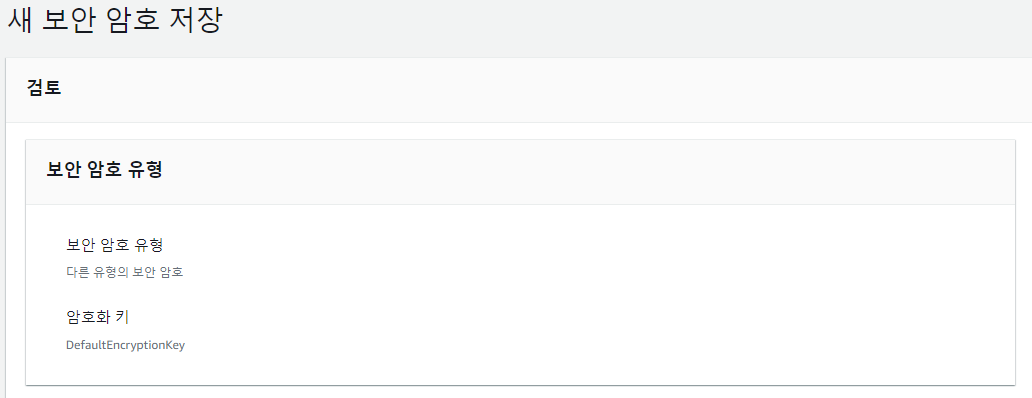 새 보안 암호 저장
검토
보안 암호 유형
보안 암호 유형
다른 유형의 보안 암호
암호화 키
DefaultEncryptionKey